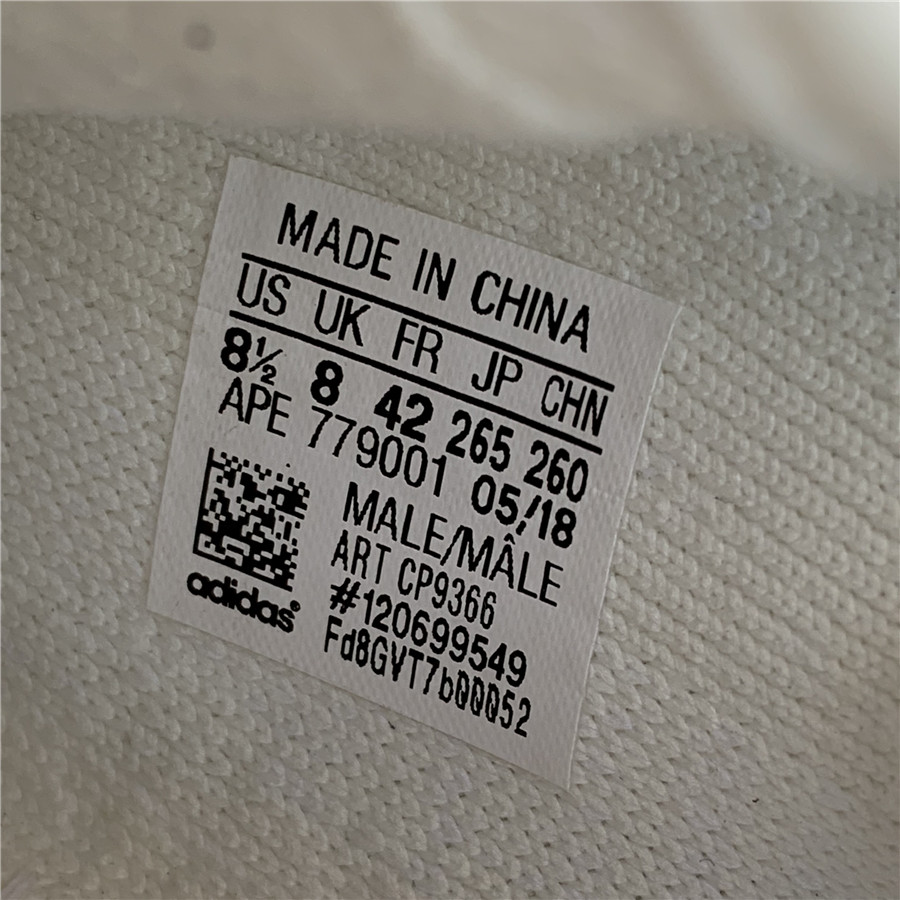 MADE IN CHINA
US UK FR JP CHN
8½ 8 42 265 260
APE 779001 05/18
MALE/MÂLE
ART CP9366
#120699549
Fd8GVT7b00052
adidas®